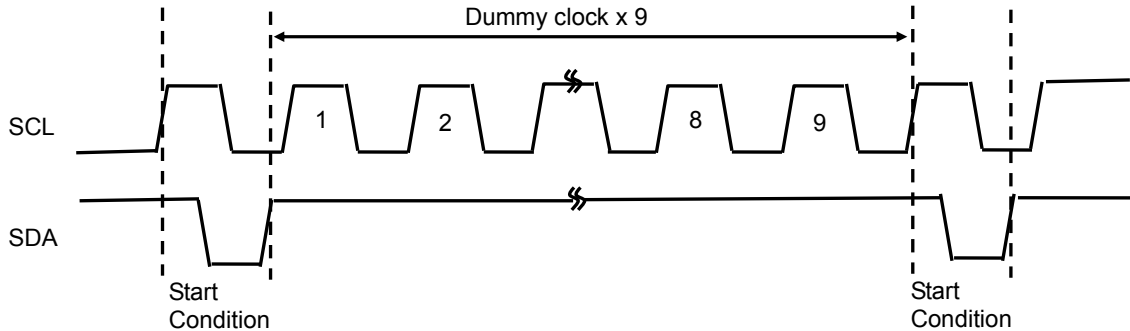 Dummy clock x 9
SCL
1
2
8
9
SDA
Start
Condition
Start
Condition